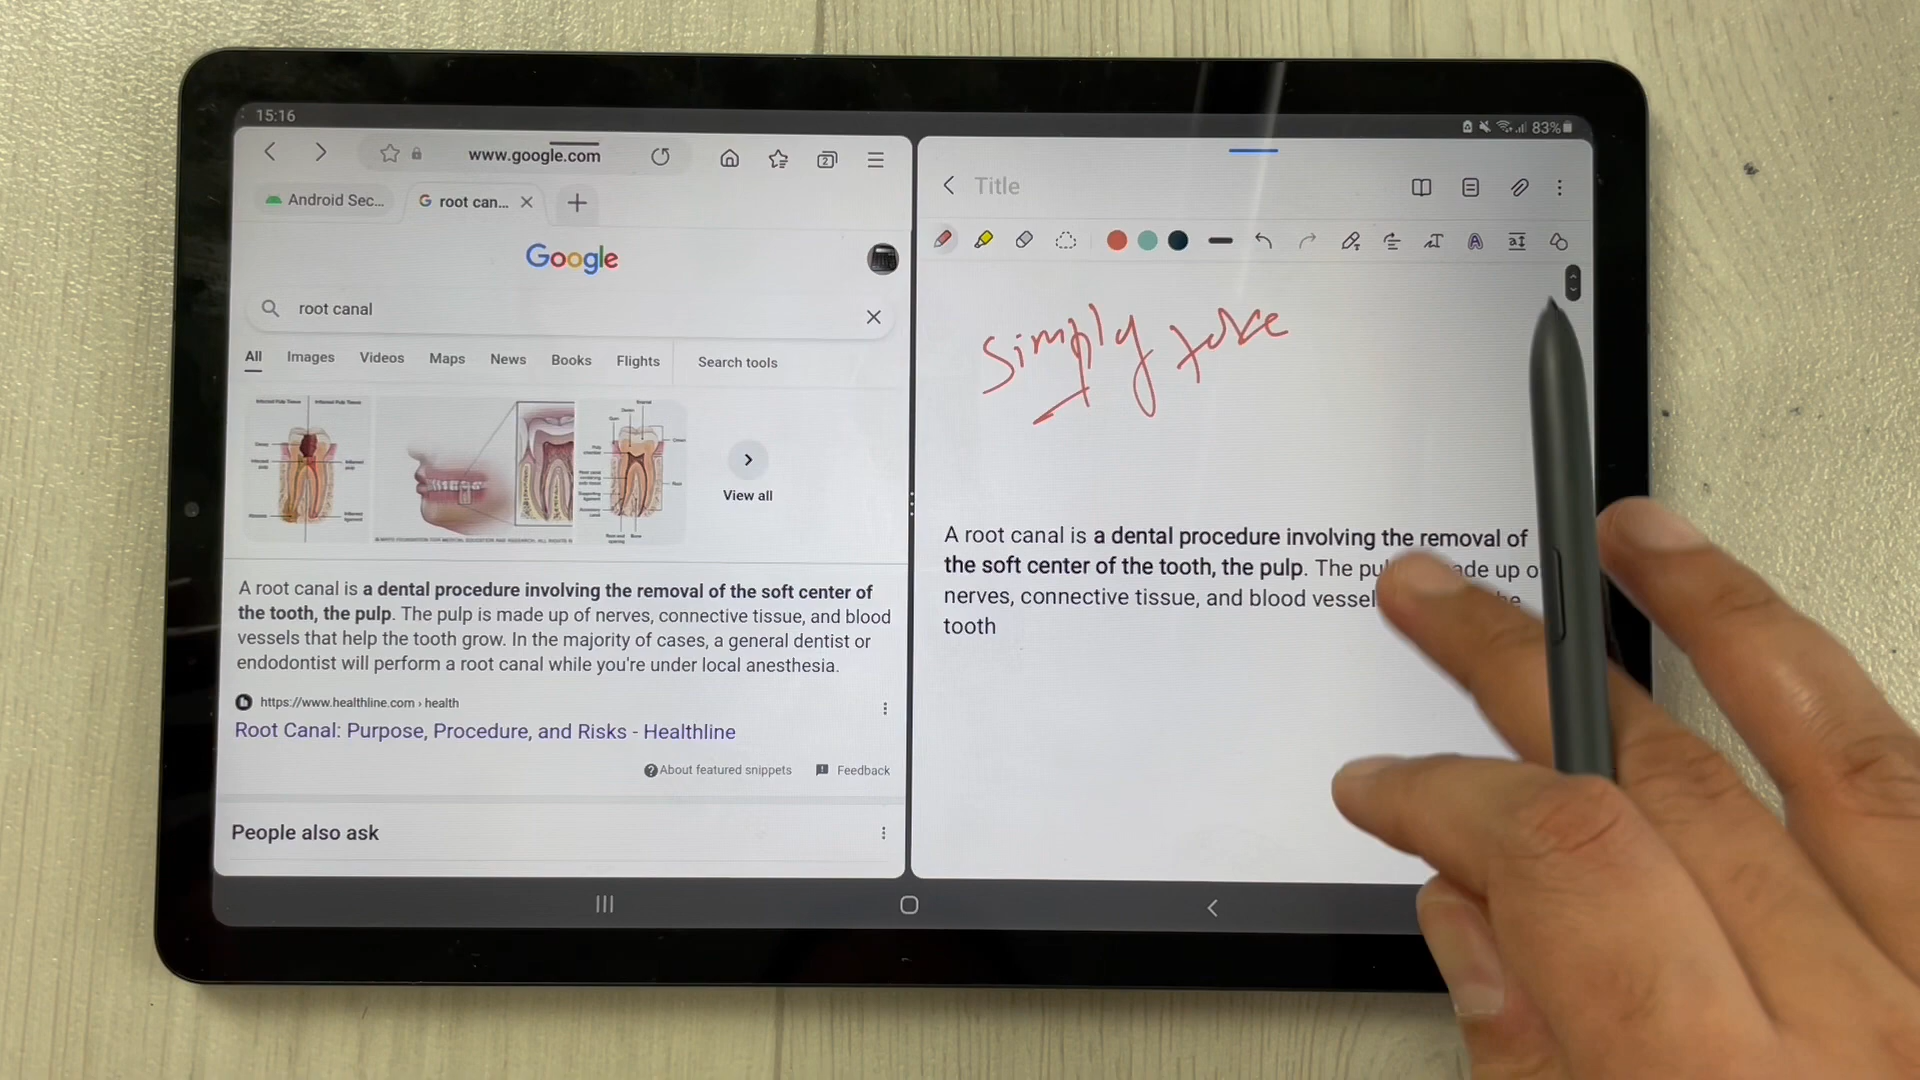 15:16
83%
www.google.com
2
Android Sec...
G root can...
Google
root canal
All Images Videos Maps News Books Flights Search tools
View all
A root canal is a dental procedure involving the removal of the soft center of
the tooth, the pulp. The pulp is made up of nerves, connective tissue, and blood
vessels that help the tooth grow. In the majority of cases, a general dentist or
endodontist will perform a root canal while you're under local anesthesia.
https://www.healthline.com › health
Root Canal: Purpose, Procedure, and Risks - Healthline
About featured snippets Feedback
People also ask
Title
Simply
A root canal is a dental procedure involving the removal of
the soft center of the tooth, the pulp. The ade up o
nerves, connective tissue, and blood vessel
tooth